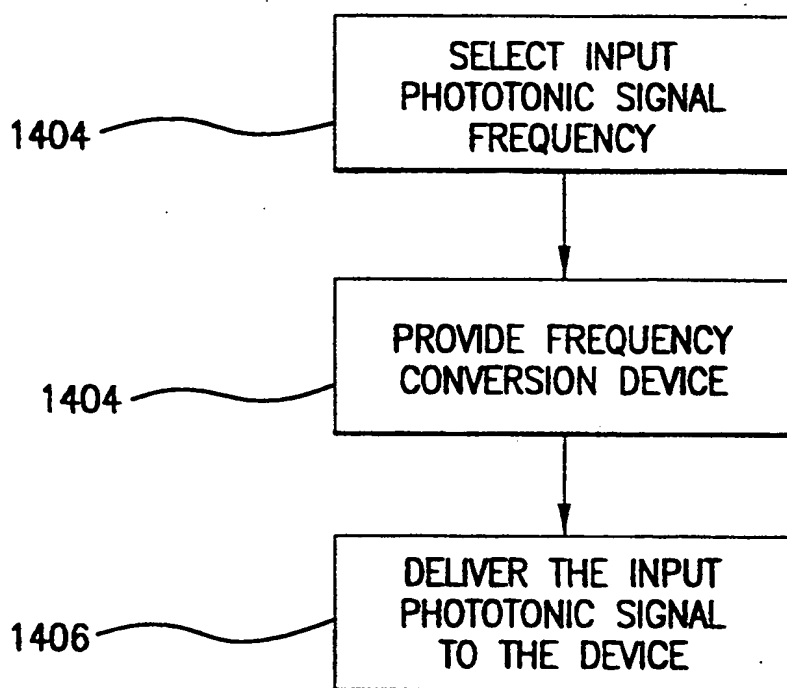 SELECT INPUT
PHOTOTONIC SIGNAL
FREQUENCY
1404
PROVIDE FREQUENCY
CONVERSION DEVICE
1404
DELIVER THE INPUT
PHOTOTONIC SIGNAL
TO THE DEVICE
1406